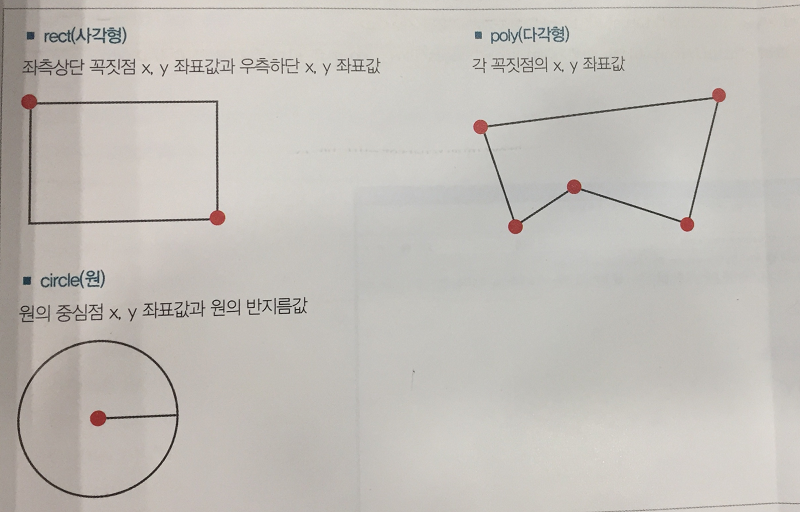 ■ rect(사각형)
좌측상단 꼭짓점 x, y 좌표값과 우측하단 x, y 좌표값
■ poly(다각형)
각 꼭짓점의 x, y 좌표값
■ circle(원)
원의 중심점 x, y 좌표값과 원의 반지름값